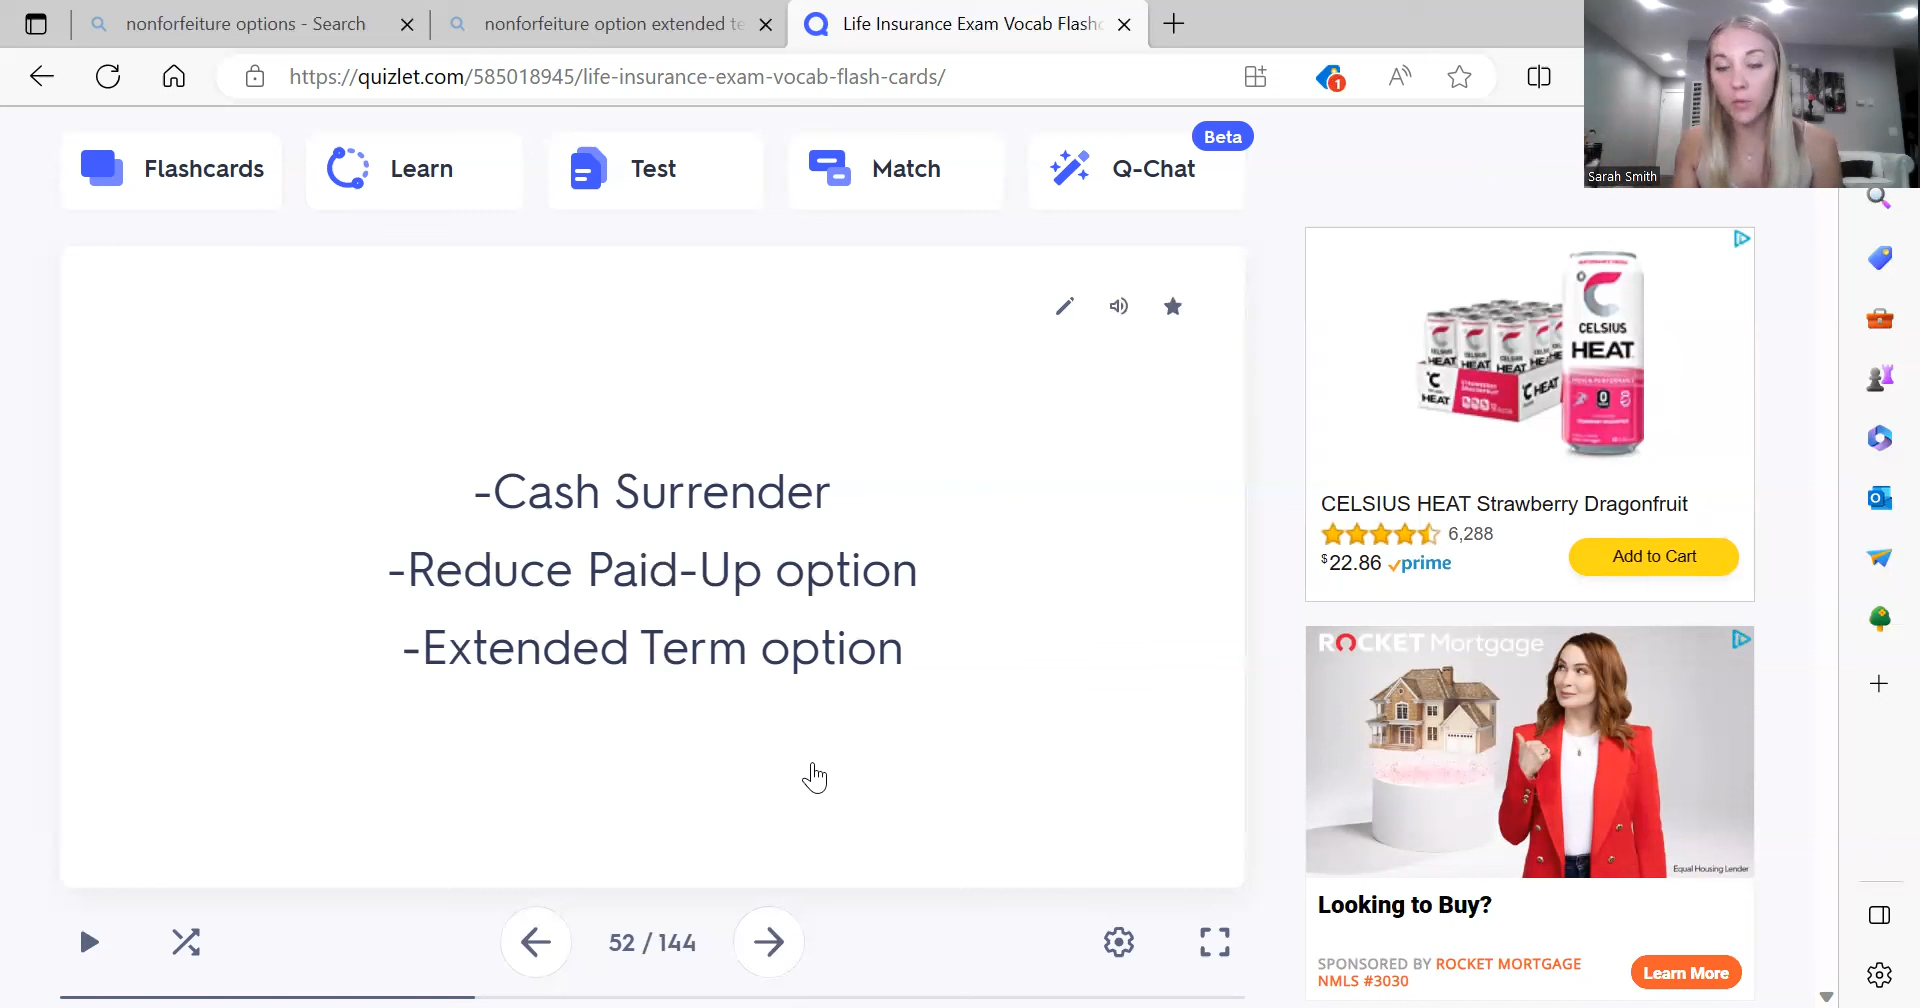 nonforfeiture options - Search
nonforfeiture option extended te
Life Insurance Exam Vocab Flashc
https://quizlet.com/585018945/life-insurance-exam-vocab-flash-cards/
1
Sarah Smith
Flashcards
Learn
Test
Match
Q-Chat
Beta
-Cash Surrender
-Reduce Paid-Up option
-Extended Term option
52 / 144
CELSIUS
HEAT
CELSIUS HEAT Strawberry Dragonfruit
6,288
$22.86 prime
Add to Cart
ROCKET Mortgage
Equal Housing Lender
Looking to Buy?
SPONSORED BY ROCKET MORTGAGE
NMLS #3030
Learn More